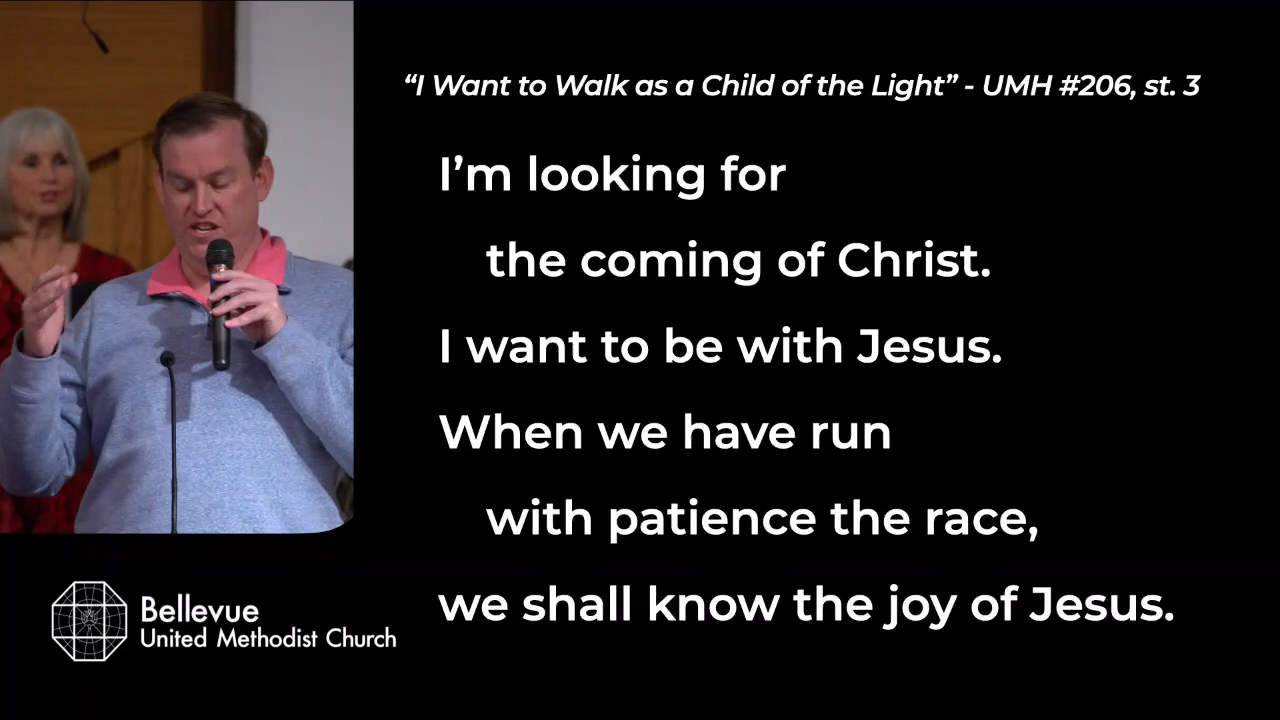 “I Want to Walk as a Child of the Light” - UMH #206, st. 3
I’m looking for
the coming of Christ.
I want to be with Jesus.
When we have run
with patience the race,
we shall know the joy of Jesus.
Bellevue
United Methodist Church